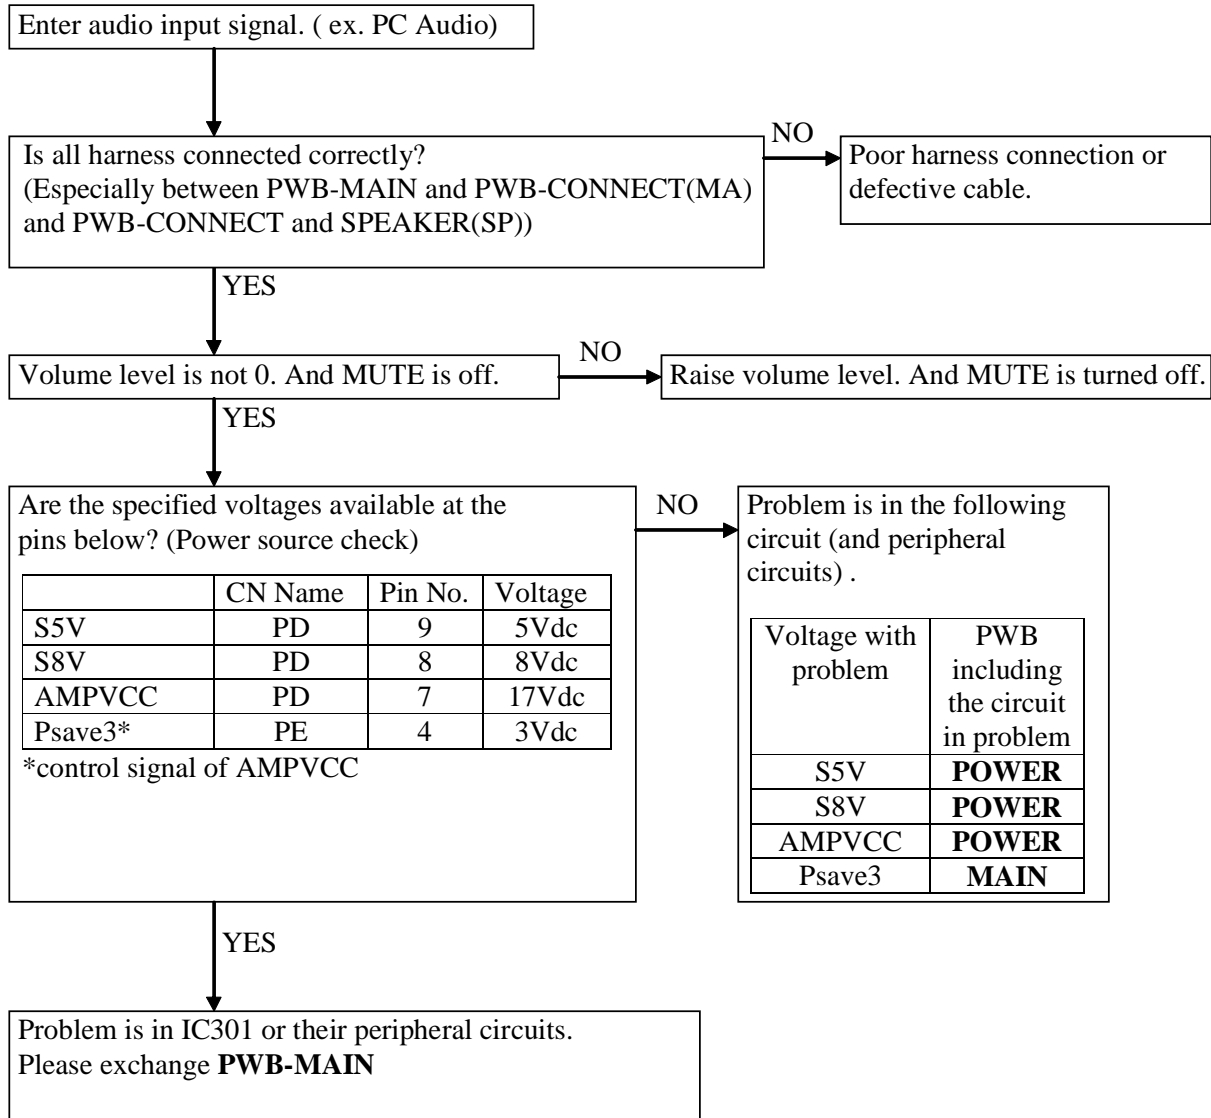 Enter audio input signal. ( ex. PC Audio)
Is all harness connected correctly?
(Especially between PWB-MAIN and PWB-CONNECT(MA)
and PWB-CONNECT and SPEAKER(SP))
NO
Poor harness connection or
defective cable.
YES
Volume level is not 0. And MUTE is off.
NO
Raise volume level. And MUTE is turned off.
YES
Are the specified voltages available at the
pins below? (Power source check)
CN Name Pin No. Voltage
S5V PD 9 5Vdc
S8V PD 8 8Vdc
AMPVCC PD 7 17Vdc
Psave3* PE 4 3Vdc
*control signal of AMPVCC
NO
Problem is in the following
circuit (and peripheral
circuits) .
Voltage with
problem
PWB
including
the circuit
in problem
S5V POWER
S8V POWER
AMPVCC POWER
Psave3 MAIN
YES
Problem is in IC301 or their peripheral circuits.
Please exchange PWB-MAIN